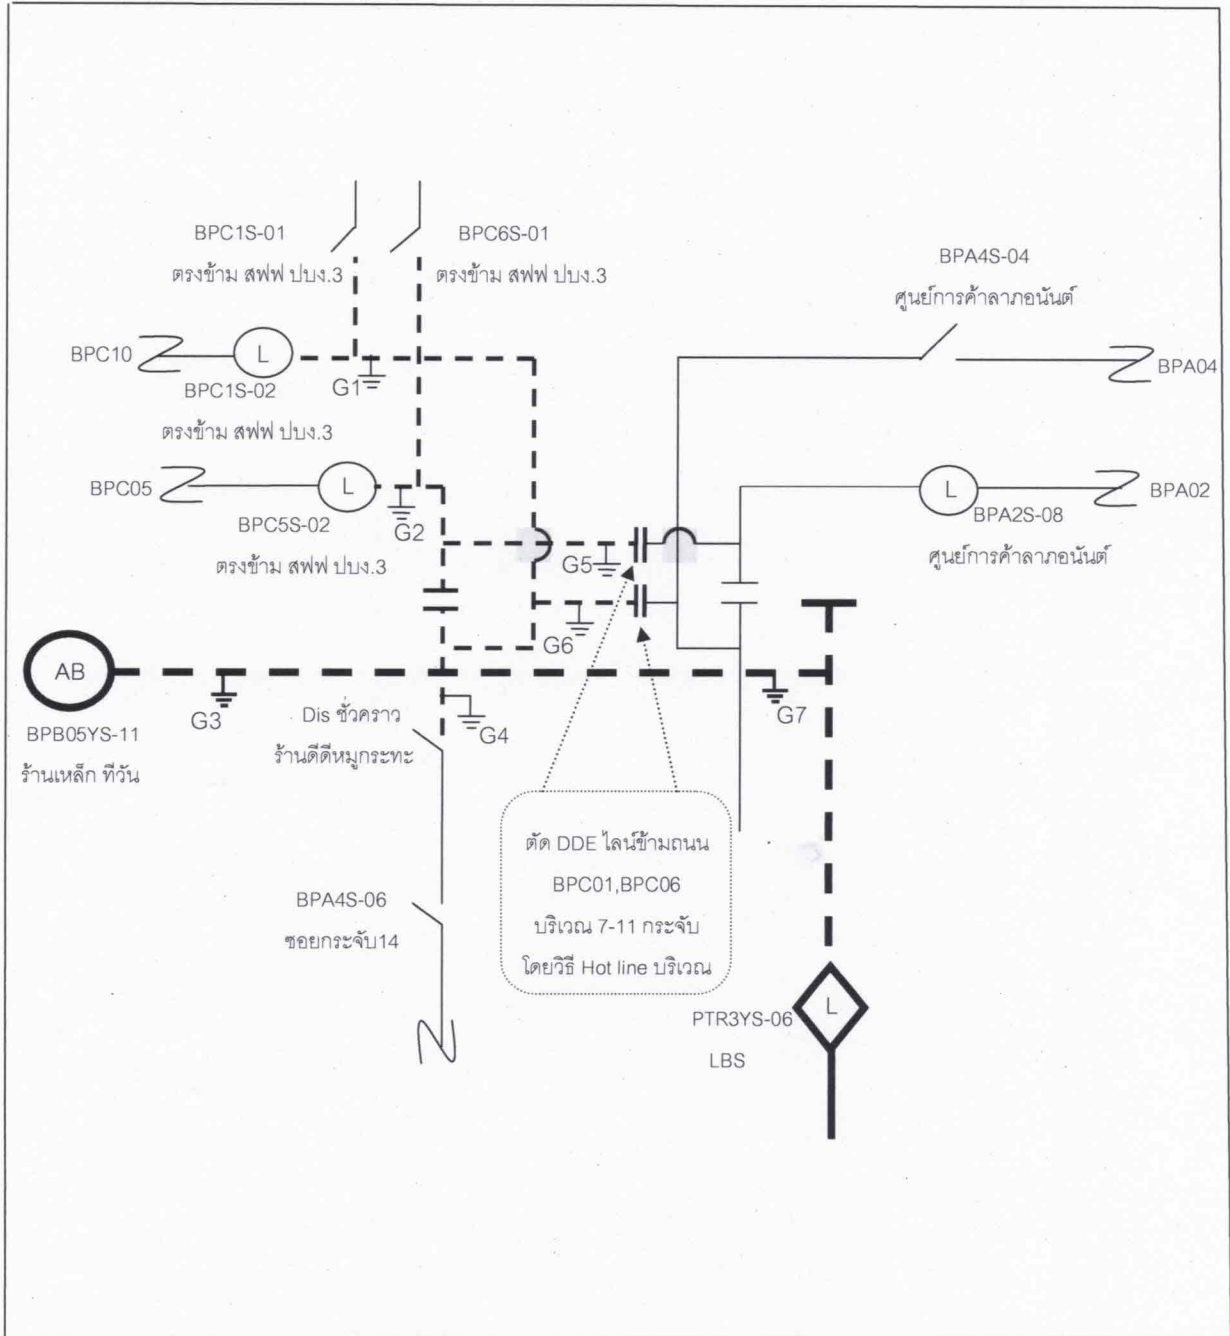 BPC1S-01
ตรงข้าม สฟฟ ปบง.3
BPC6S-01
ตรงข้าม สฟฟ ปบง.3
BPA4S-04
ศูนย์การค้าลาภอนันต์
BPC10
L
BPC1S-02
ตรงข้าม สฟฟ ปบง.3
G1
BPA04
BPC05
L
BPC5S-02
ตรงข้าม สฟฟ ปบง.3
G2
L
BPA2S-08
ศูนย์การค้าลาภอนันต์
BPA02
G5
G6
AB
BPB05YS-11
ร้านเหล็ก ทีวัน
G3
Dis ชั่วคราว
ร้านดีดีหมูกระทะ
G4
G7
ตัด DDE ไลน์ข้ามถนน
BPC01,BPC06
บริเวณ 7-11 กระจับ
โดยวิธี Hot line บริเวณ
BPA4S-06
ซอยกระจับ14
L
PTR3YS-06
LBS